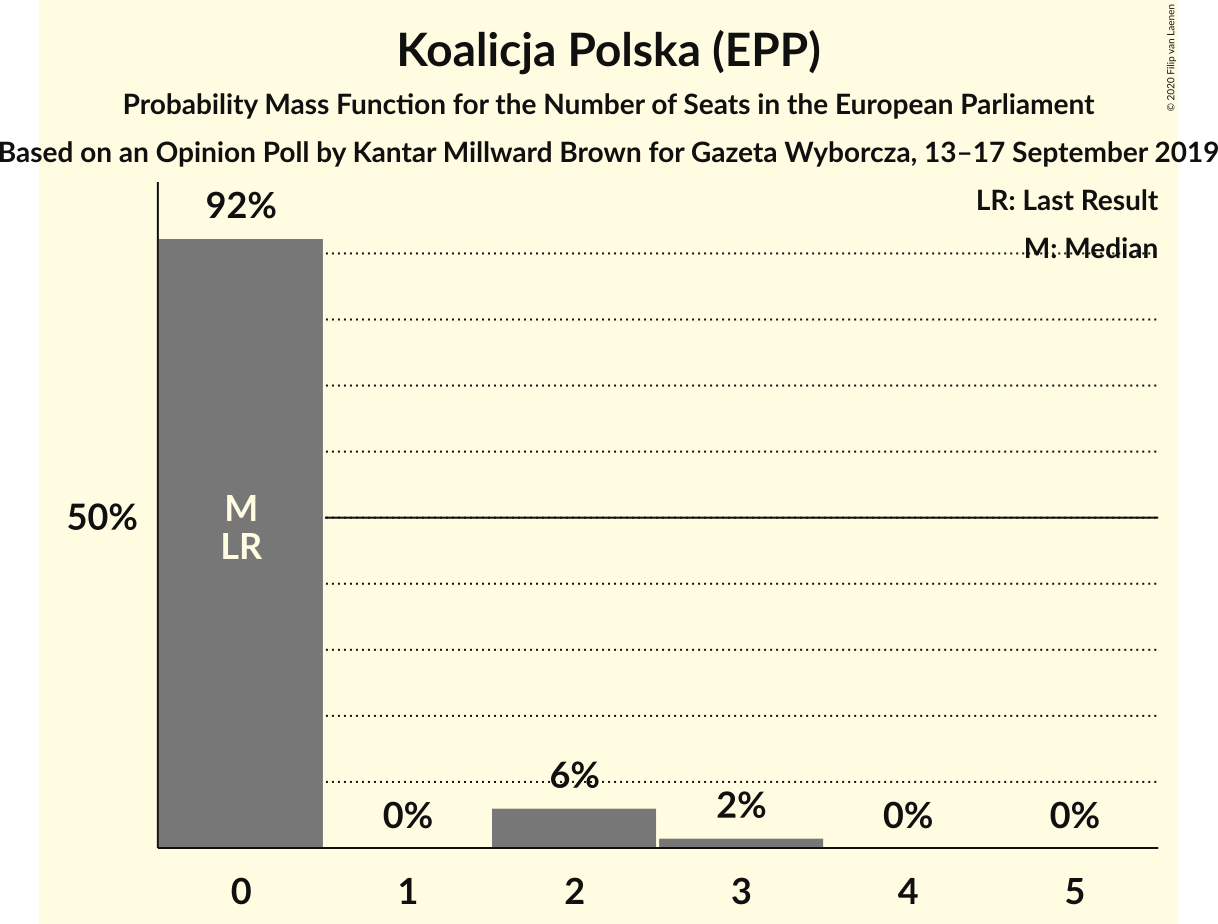 Koalicja Polska (EPP)
Probability Mass Function for the Number of Seats in the European Parliament
Based on an Opinion Poll by Kantar Millward Brown for Gazeta Wyborcza, 13–17 September 2019
© 2020 Filip van Laenen
LR: Last Result
M: Median
92%
50%
M
LR
0%
6%
2%
0%
0%
0
1
2
3
4
5